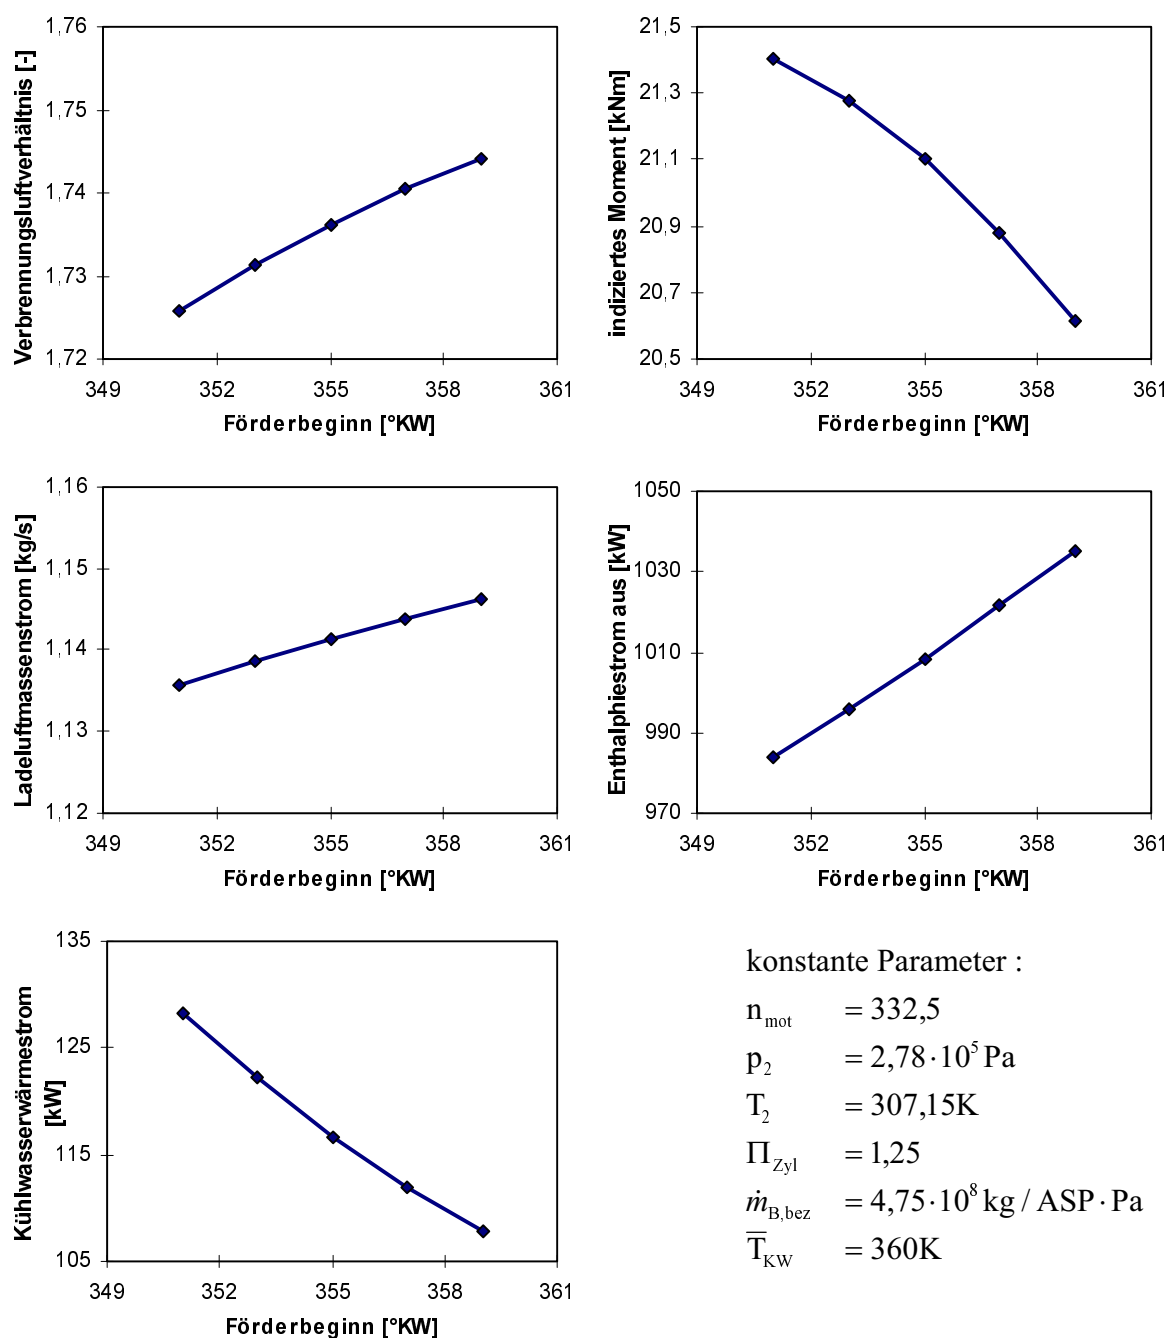 Verbrennungsluftverhältnis [-]
1,76
1,75
1,74
1,73
1,72
349 352 355 358 361
Förderbeginn [°KW]
indiziertes Moment [kNm]
21,5
21,3
21,1
20,9
20,7
20,5
349 352 355 358 361
Förderbeginn [°KW]
Ladeluftmassenstrom [kg/s]
1,16
1,15
1,14
1,13
1,12
349 352 355 358 361
Förderbeginn [°KW]
Enthalphiestrom aus [kW]
1050
1030
1010
990
970
349 352 355 358 361
Förderbeginn [°KW]
Kühlwasserwärmestrom
[kW]
135
125
115
105
349 352 355 358 361
Förderbeginn [°KW]
konstante Parameter :
n_mot = 332,5
p_2 = 2,78·10^5 Pa
T_2 = 307,15K
Π_Zyl = 1,25
ṁ_B,bez = 4,75·10^8 kg / ASP·Pa
T̅_KW = 360K